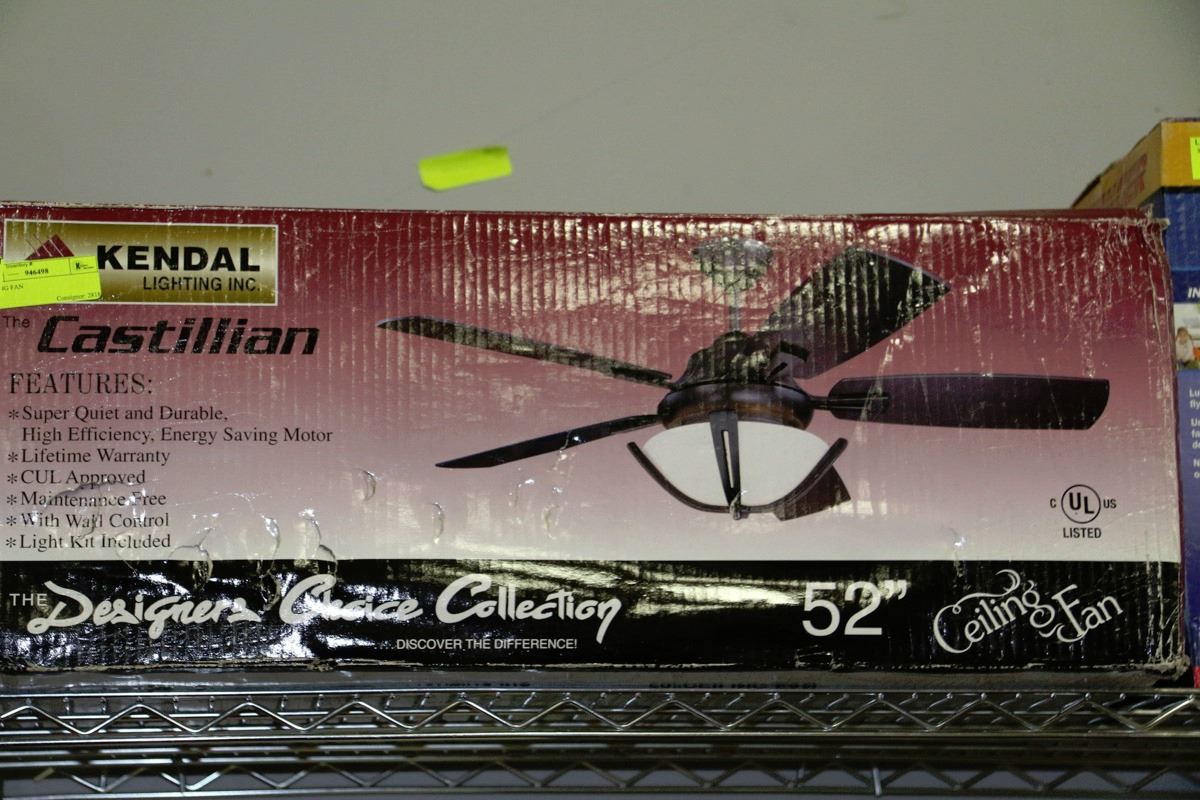 KENDAL
LIGHTING INC.
946498
NG FAN
The Castillian
FEATURES:
* Super Quiet and Durable,
High Efficiency, Energy Saving Motor
* Lifetime Warranty
* CUL Approved
* Maintenance Free
* With Wall Control
* Light Kit Included
C UL US
LISTED
THE Designers Choice Collection
DISCOVER THE DIFFERENCE!
52”
Ceiling Fan